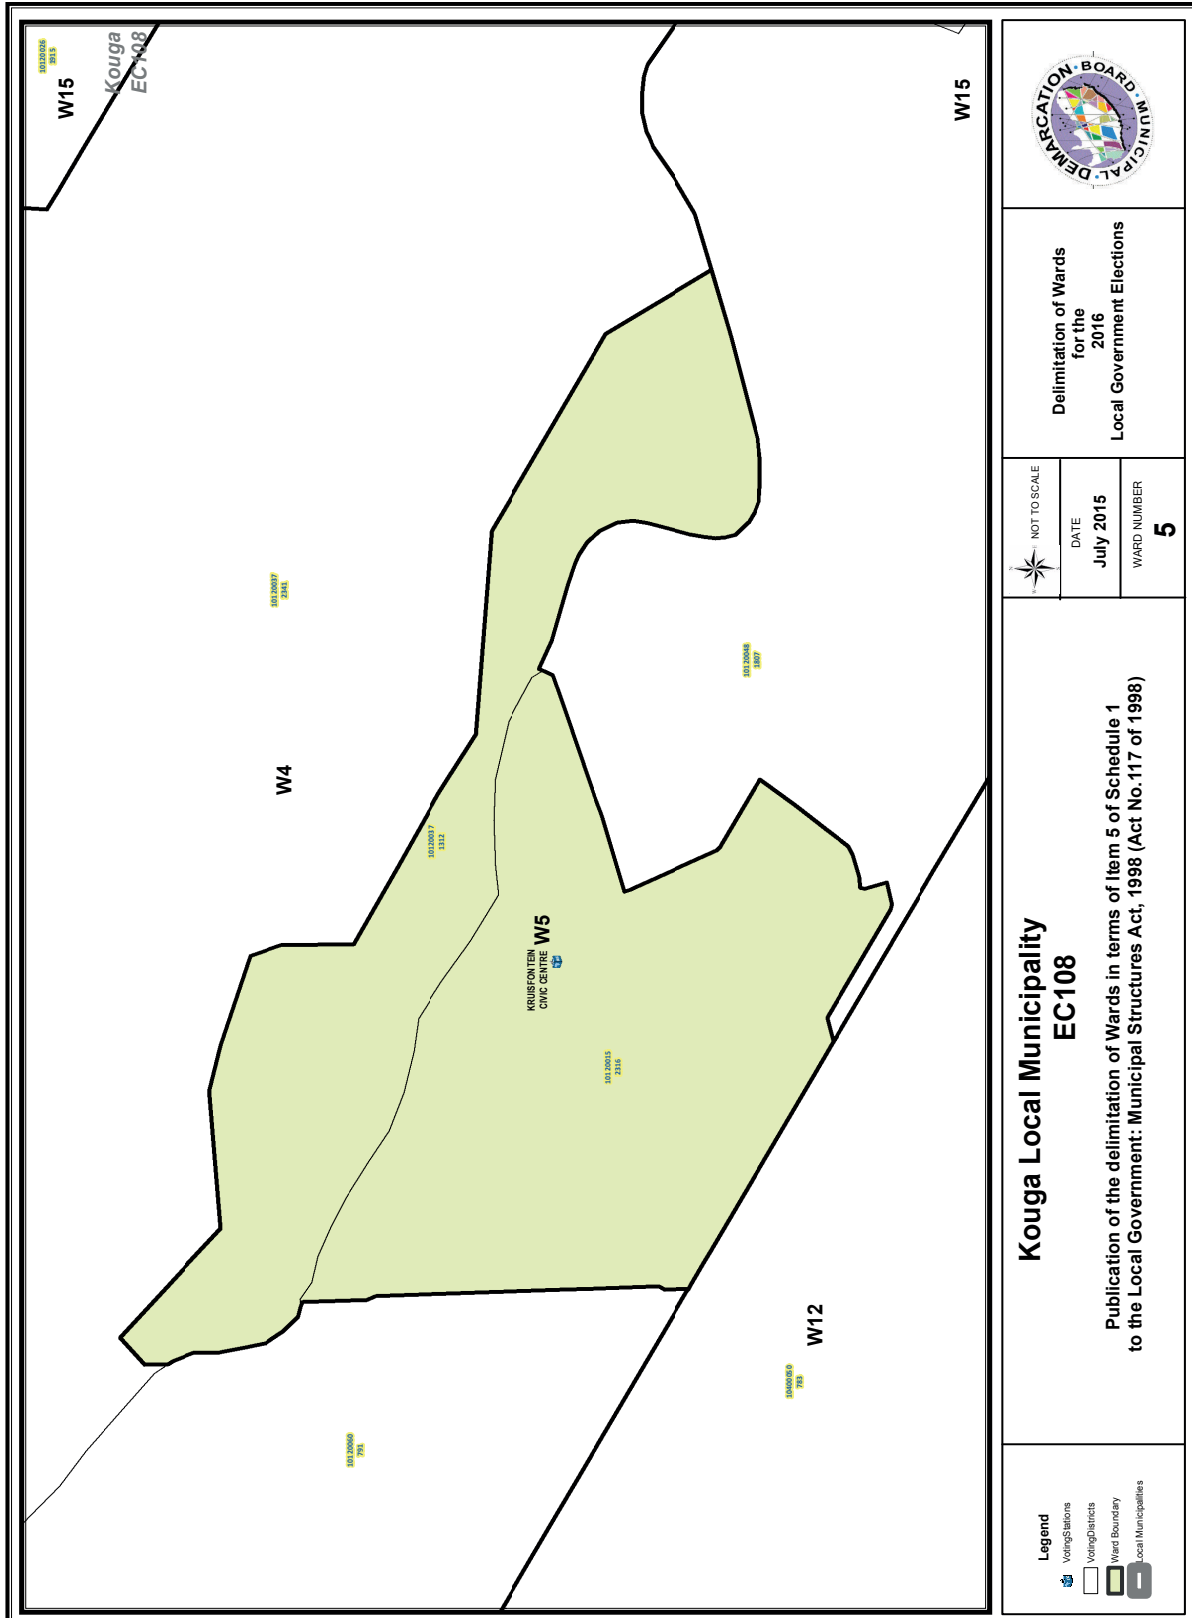 10120026
1915
W15
Kouga
EC108
W15
10120037
2341
W4
10120037
1312
10120048
1807
KRUISFONTEIN
CIVIC CENTRE
W5
10120015
2316
W12
10400050
783
10120060
791
Legend
VotingStations
VotingDistricts
Ward Boundary
Local Municipalities
Kouga Local Municipality
EC108
Publication of the delimitation of Wards in terms of Item 5 of Schedule 1
to the Local Government: Municipal Structures Act, 1998 (Act No.117 of 1998)
NOT TO SCALE
DATE
July 2015
WARD NUMBER
5
Delimitation of Wards
for the
2016
Local Government Elections
MUNICIPAL · DEMARCATION · BOARD ·